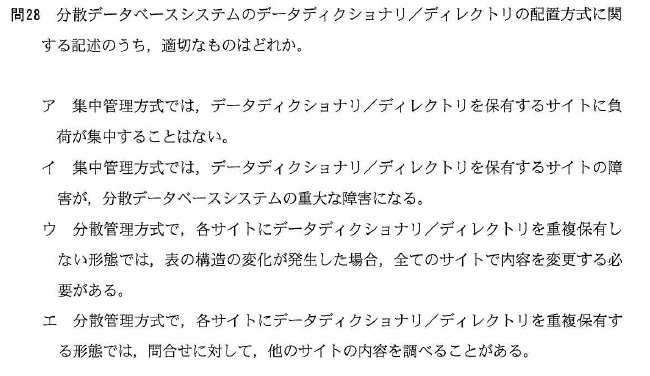 問28 分散データベースシステムのデータディクショナリ／ディレクトリの配置方式に関
する記述のうち，適切なものはどれか。
ア 集中管理方式では，データディクショナリ／ディレクトリを保有するサイトに負
荷が集中することはない。
イ 集中管理方式では，データディクショナリ／ディレクトリを保有するサイトの障
害が，分散データベースシステムの重大な障害になる。
ウ 分散管理方式で，各サイトにデータディクショナリ／ディレクトリを重複保有し
ない形態では，表の構造の変化が発生した場合，全てのサイトで内容を変更する必
要がある。
エ 分散管理方式で，各サイトにデータディクショナリ／ディレクトリを重複保有す
る形態では，問合せに対して，他のサイトの内容を調べることがある。